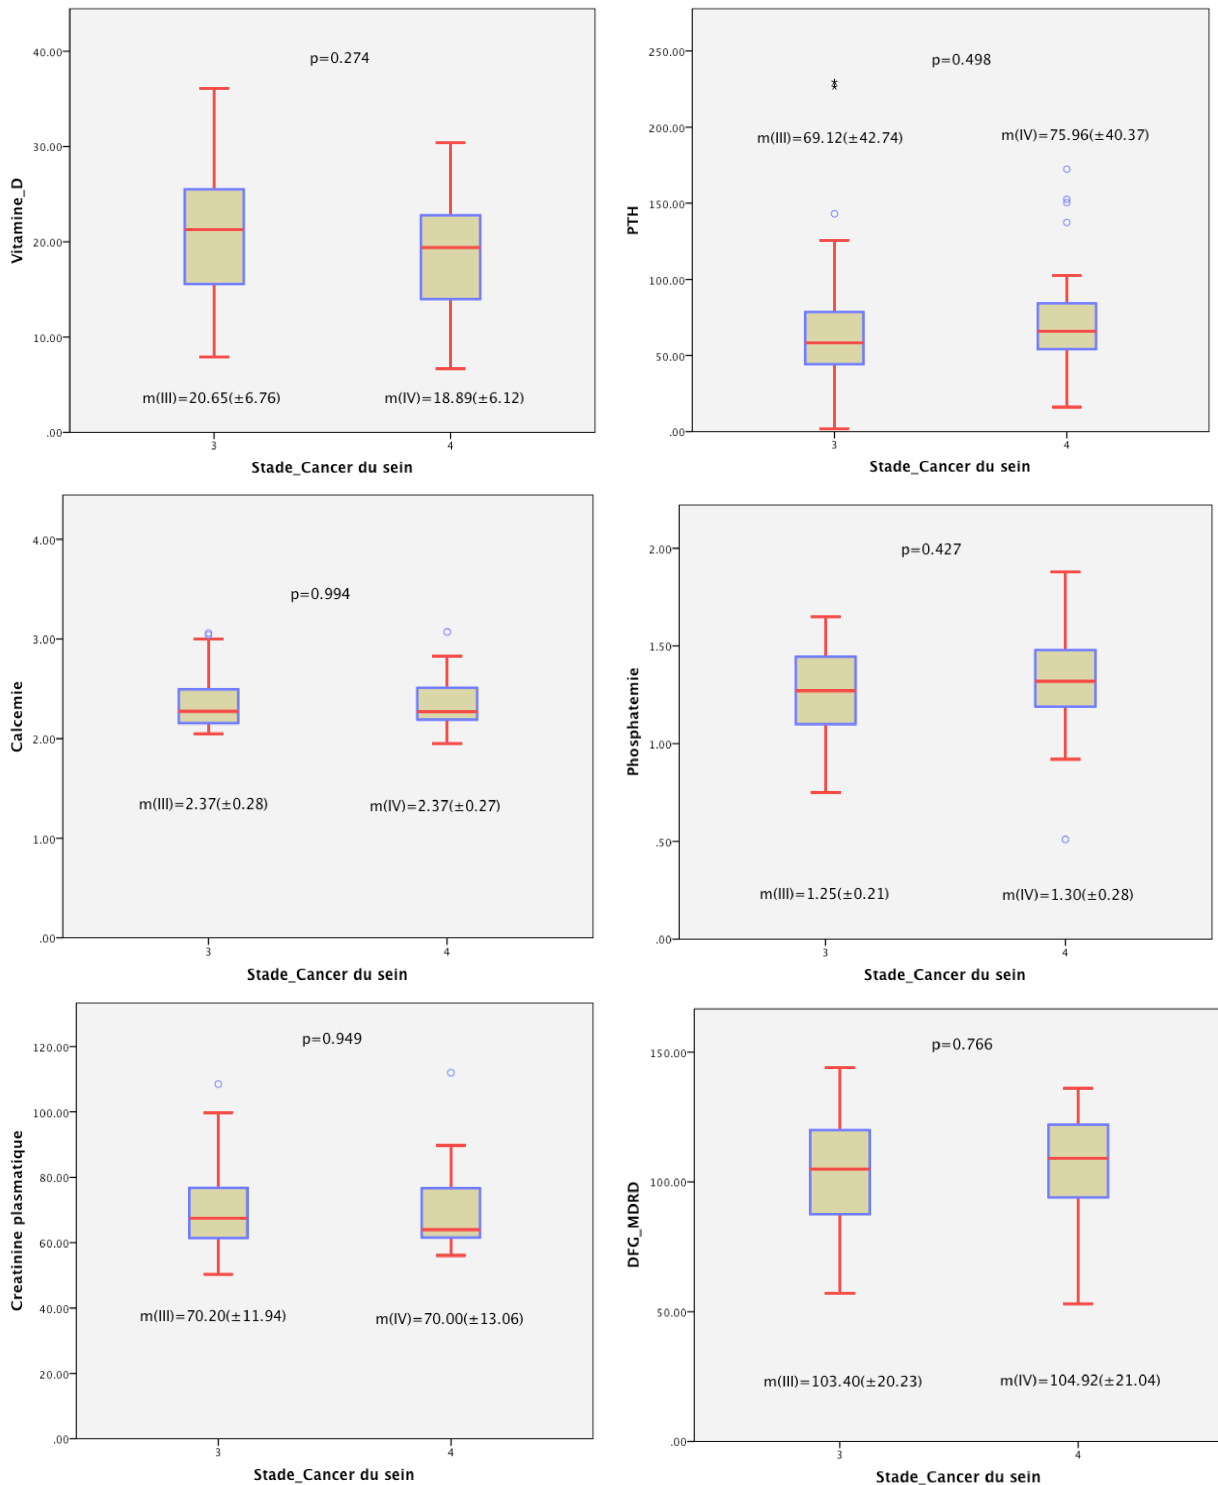 40.00
30.00
20.00
10.00
.00
Vitamine_D
p=0.274
m(III)=20.65(±6.76)
m(IV)=18.89(±6.12)
3
4
Stade_Cancer du sein
250.00
200.00
150.00
100.00
50.00
.00
PTH
p=0.498
m(III)=69.12(±42.74)
m(IV)=75.96(±40.37)
3
4
Stade_Cancer du sein
4.00
3.00
2.00
1.00
.00
Calcemie
p=0.994
m(III)=2.37(±0.28)
m(IV)=2.37(±0.27)
3
4
Stade_Cancer du sein
2.00
1.50
1.00
.50
.00
Phosphatemie
p=0.427
m(III)=1.25(±0.21)
m(IV)=1.30(±0.28)
3
4
Stade_Cancer du sein
120.00
100.00
80.00
60.00
40.00
20.00
.00
Creatinine plasmatique
p=0.949
m(III)=70.20(±11.94)
m(IV)=70.00(±13.06)
3
4
Stade_Cancer du sein
150.00
100.00
50.00
.00
DFG_MDRD
p=0.766
m(III)=103.40(±20.23)
m(IV)=104.92(±21.04)
3
4
Stade_Cancer du sein